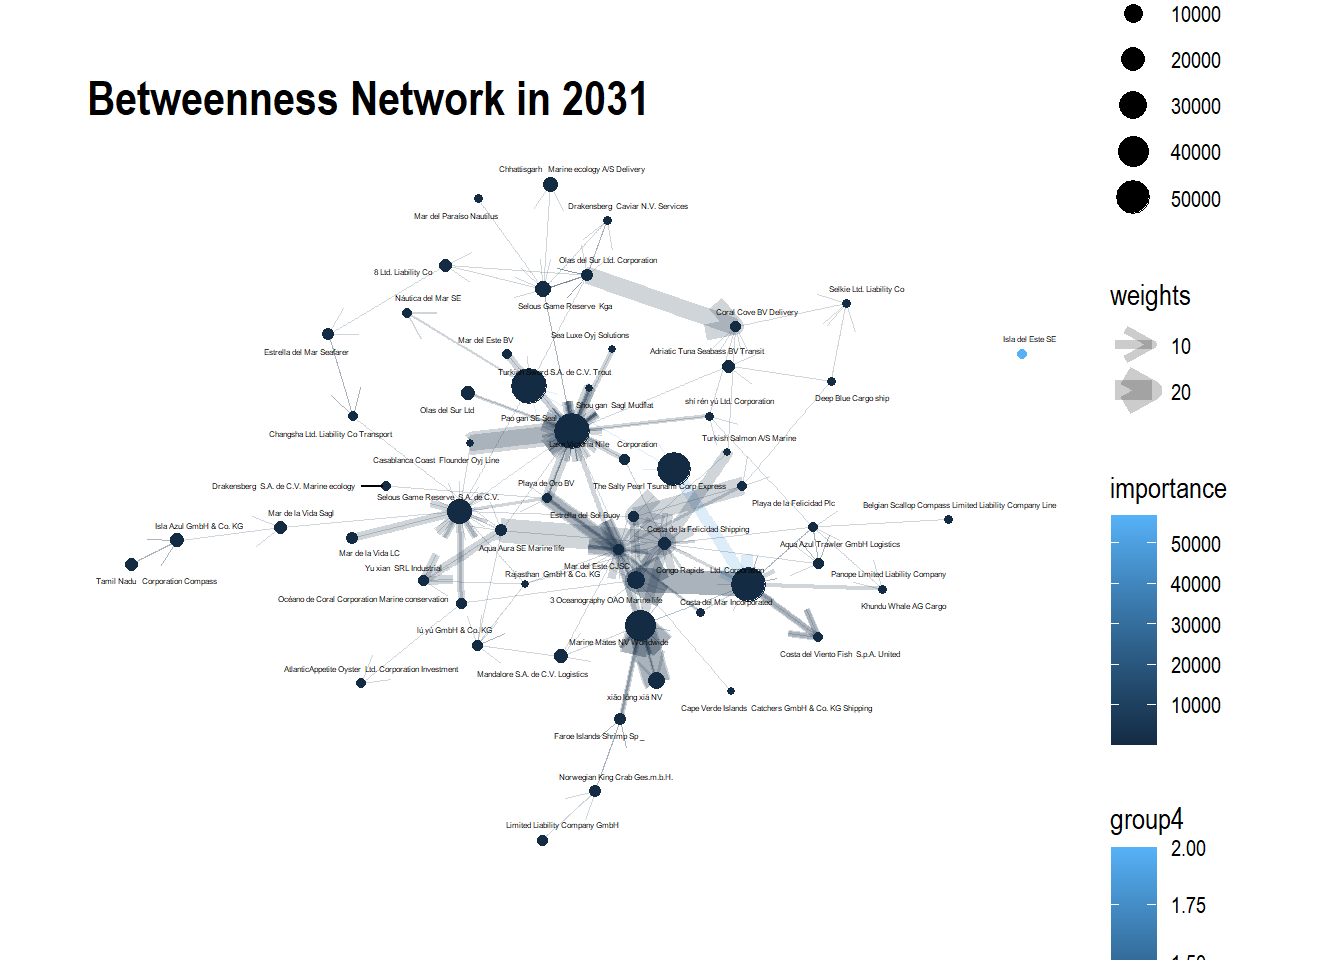 Betweenness Network in 2031
10000
20000
30000
40000
50000
Chhattisgarh Marine ecology A/S Delivery
Drakensberg Caviar N.V. Services
Mar del Paraíso Nautilus
Olas del Sur Ltd. Corporation
8 Ltd. Liability Co
Selkie Ltd. Liability Co
Náutica del Mar SE
Selous Game Reserve Kga
Coral Cove BV Delivery
Sea Luxe Oyj Solutions
Isla del Este SE
Mar del Este BV
Estrella del Mar Seafarer
Adriatic Tuna Seabass BV Transit
S.A. de C.V. Trout
Deep Blue Cargo ship
shí rén yú Ltd. Corporation
Shou gan Sagl Mudflat
Olas del Sur Ltd
Pao gan SE Seal
Changsha Ltd. Liability Co Transport
Turkish Salmon A/S Marine
Nile Corporation
Casablanca Coast Flounder Oyj Line
Drakensberg S.A. de C.V. Marine ecology
Playa de Oro BV
The Salty Pearl Tsunami Corp Express
Selous Game Reserve S.A. de C.V.
Playa de la Felicidad Plc
Belgian Scallop Compass Limited Liability Company Line
Mar de la Vida Sagl
Estrella del Sol Buoy
Isla Azul GmbH & Co. KG
Costa de la Felicidad Shipping
Aqua Azul Trawler GmbH Logistics
Aqua Aura SE Marine life
Mar de la Vida LC
Mar del Este CJSC
Yu xian SRL Industrial
Congo Rapids Ltd. Corporation
Rajasthan GmbH & Co. KG
Panope Limited Liability Company
Tamil Nadu Corporation Compass
Océano de Coral Corporation Marine conservation
3 Oceanography OAO Marine life
Costa del Mar Incorporated
Khundu Whale AG Cargo
Iú yú GmbH & Co. KG
Marine Mates NV Worldwide
Costa del Viento Fish S.p.A. United
AtlanticAppetite Oyster Ltd. Corporation Investment
Mandalore S.A. de C.V. Logistics
xiǎo lóng xiā NV
Cape Verde Islands Catchers GmbH & Co. KG Shipping
Faroe Islands Shrimp Sp _
Norwegian King Crab Ges.m.b.H.
Limited Liability Company GmbH
weights
10
20
importance
50000
40000
30000
20000
10000
group4
2.00
1.75